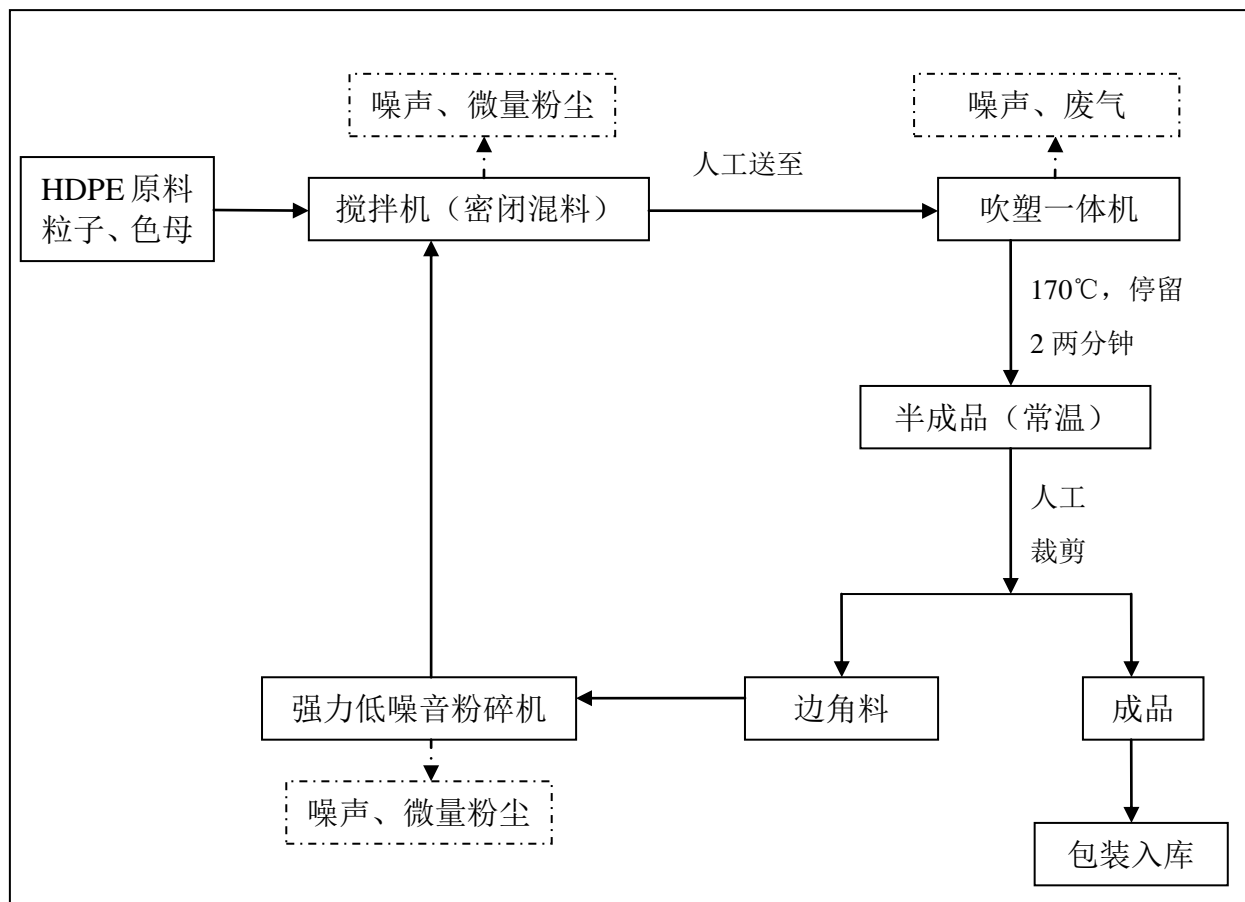 噪声、微量粉尘
噪声、废气
人工送至
HDPE 原料
粒子、色母
搅拌机（密闭混料）
吹塑一体机
170℃，停留
2 两分钟
半成品（常温）
人工
裁剪
强力低噪音粉碎机
边角料
成品
噪声、微量粉尘
包装入库